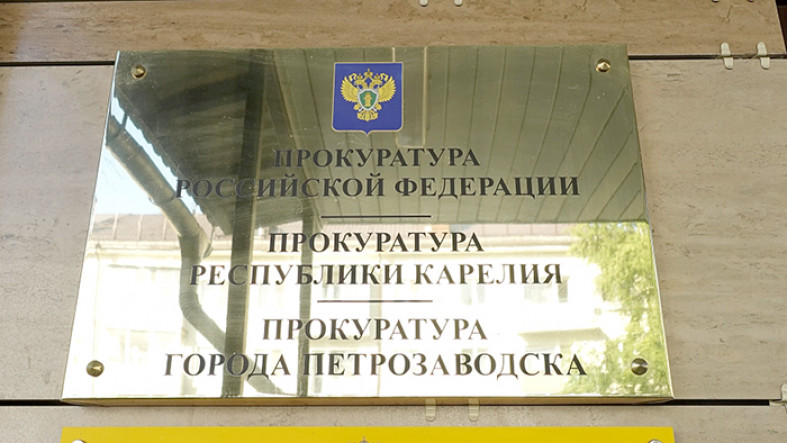 ПРОКУРАТУРА
РОССИЙСКОЙ ФЕДЕРАЦИИ
ПРОКУРАТУРА
РЕСПУБЛИКИ КАРЕЛИЯ
ПРОКУРАТУРА
ГОРОДА ПЕТРОЗАВОДСКА